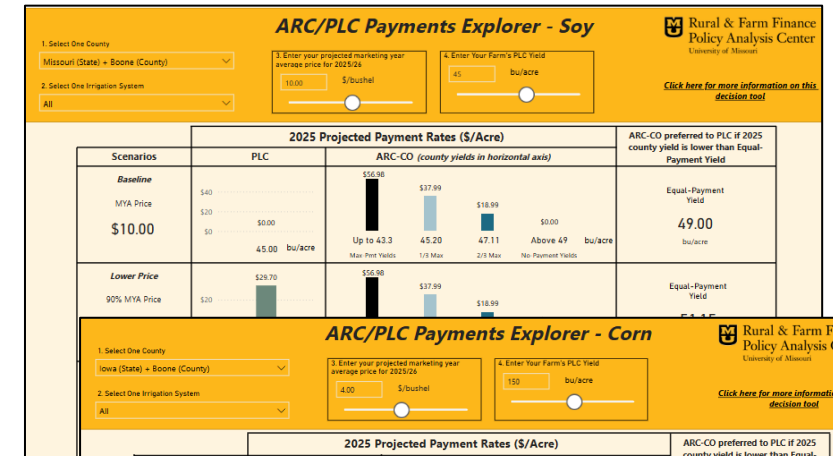 ARC/PLC Payments Explorer - Soy
Rural & Farm Finance
Policy Analysis Center
University of Missouri
1. Select One County
Missouri (State) + Boone (County)
2. Select One Irrigation System
All
3. Enter your projected marketing year
average price for 2025/26
10.00 $/bushel
4. Enter Your Farm's PLC Yield
45 bu/acre
Click here for more information on this
decision tool
2025 Projected Payment Rates ($/Acre)
ARC-CO preferred to PLC if 2025
county yield is lower than Equal-
Payment Yield
Scenarios PLC ARC-CO (county yields in horizontal axis)
Baseline
MYA Price
$10.00
$40
$20
$0
$0.00
45.00 bu/acre
$56.98 $37.99 $18.99 $0.00
Up to 43.3 45.20 47.11 Above 49 bu/acre
Max-Pmt Yields 1/3 Max 2/3 Max No-Payment Yields
Equal-Payment
Yield
49.00
bu/acre
Lower Price
90% MYA Price
$20
$29.70
$56.98 $37.99 $18.99
Equal-Payment
Yield
ARC/PLC Payments Explorer - Corn
Rural & Farm F
Policy Analysis C
University of Missouri
1. Select One County
Iowa (State) + Boone (County)
2. Select One Irrigation System
All
3. Enter your projected marketing year
average price for 2025/26
4.00 $/bushel
4. Enter Your Farm's PLC Yield
150 bu/acre
Click here for more informati
decision tool
2025 Projected Payment Rates ($/Acre)
ARC-CO preferred to PLC if 2025
county yield is lower than Equal-